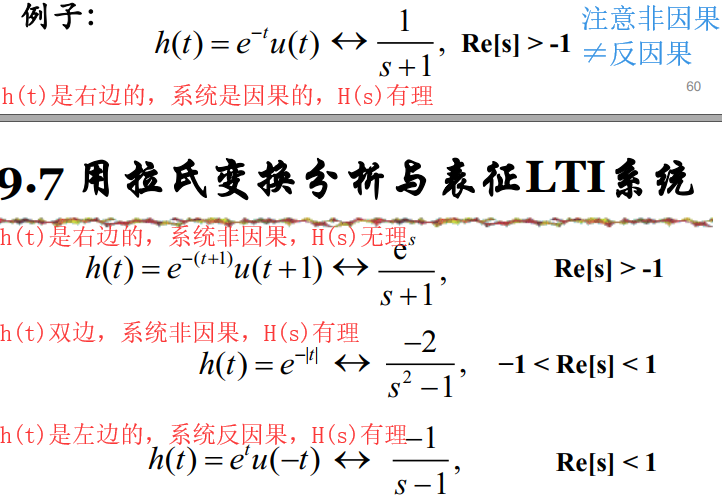 例子：
h(t) = e^{-t}u(t) ↔ \frac{1}{s+1}, Re[s] > -1
注意非因果
≠反因果
h(t)是右边的，系统是因果的，H(s)有理
60
9.7 用拉氏变换分析与表征LTI系统
h(t)是右边的，系统非因果，H(s)无理
h(t) = e^{-(t+1)}u(t+1) ↔ \frac{e^s}{s+1}, Re[s] > -1
h(t)双边，系统非因果，H(s)有理
h(t) = e^{-|t|} ↔ \frac{-2}{s^2-1}, −1 < Re[s] < 1
h(t)是左边的，系统反因果，H(s)有理
h(t) = e^{t}u(-t) ↔ \frac{-1}{s-1}, Re[s] < 1